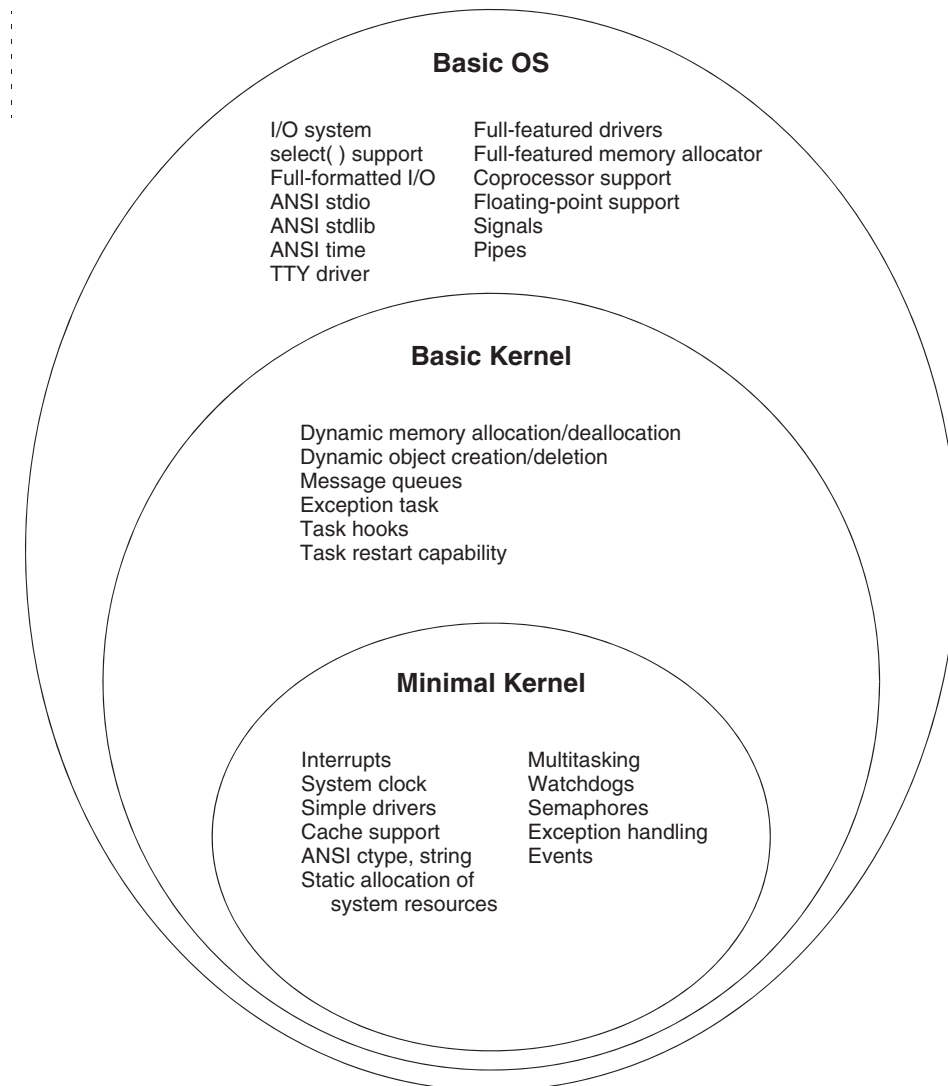 Basic OS
I/O system
select( ) support
Full-formatted I/O
ANSI stdio
ANSI stdlib
ANSI time
TTY driver
Full-featured drivers
Full-featured memory allocator
Coprocessor support
Floating-point support
Signals
Pipes
Basic Kernel
Dynamic memory allocation/deallocation
Dynamic object creation/deletion
Message queues
Exception task
Task hooks
Task restart capability
Minimal Kernel
Interrupts
System clock
Simple drivers
Cache support
ANSI ctype, string
Static allocation of
system resources
Multitasking
Watchdogs
Semaphores
Exception handling
Events